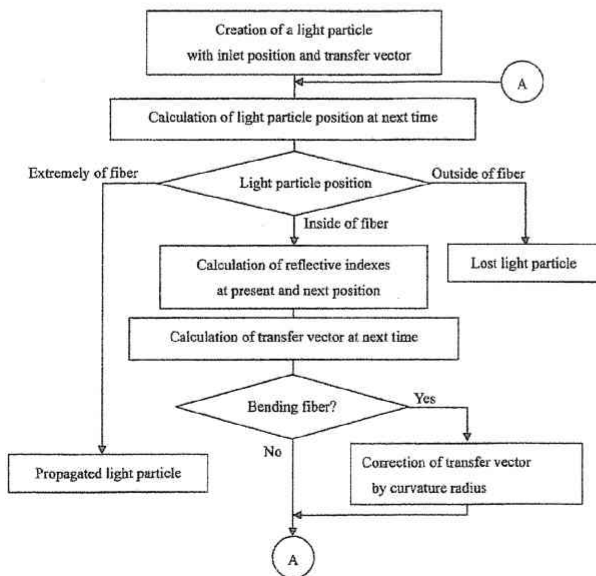 Creation of a light particle
with inlet position and transfer vector
A
Calculation of light particle position at next time
Extremely of fiber
Light particle position
Outside of fiber
Inside of fiber
Calculation of reflective indexes
at present and next position
Lost light particle
Calculation of transfer vector at next time
Bending fiber?
Yes
No
Propagated light particle
Correction of transfer vector
by curvature radius
A